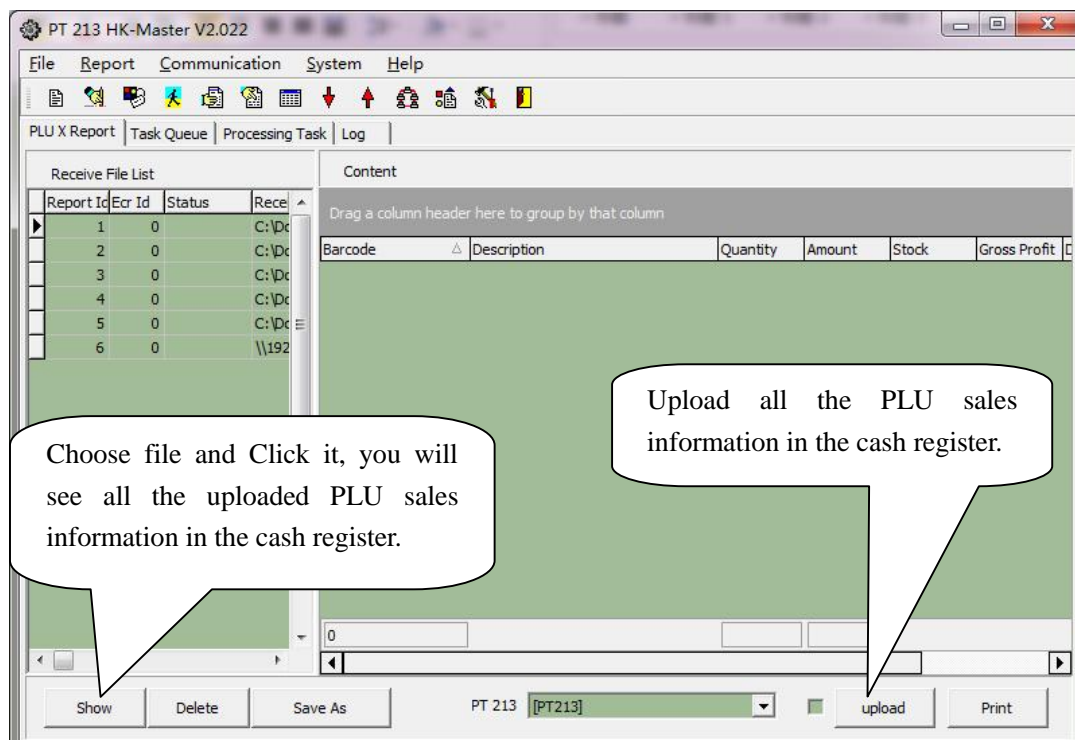 PT 213 HK-Master V2.022
File Report Communication System Help
PLU X Report Task Queue Processing Task Log
Receive File List Content
Report Id Ecr Id Status Rece
Drag a column header here to group by that column
Barcode Description Quantity Amount Stock Gross Profit D
1 0 C:\Dc
2 0 C:\Dc
3 0 C:\Dc
4 0 C:\Dc
5 0 C:\Dc
6 0 \\192
Upload all the PLU sales
information in the cash register.
Choose file and Click it, you will
see all the uploaded PLU sales
information in the cash register.
0
Show Delete Save As PT 213 [PT213] upload Print